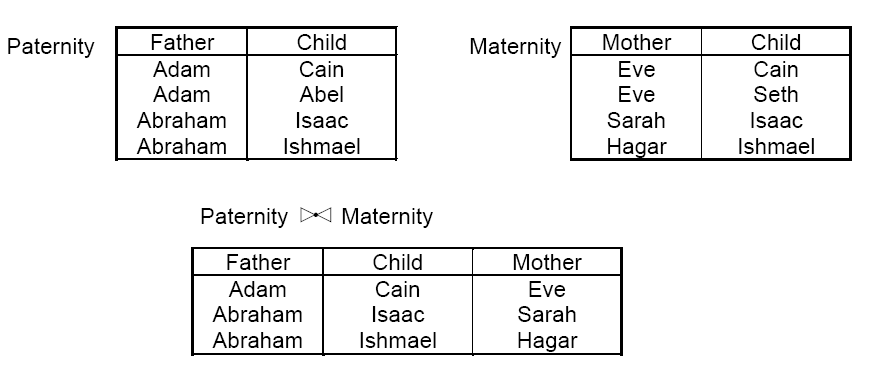 Paternity Father Child Maternity Mother Child
Adam Cain Eve Cain
Adam Abel Eve Seth
Abraham Isaac Sarah Isaac
Abraham Ishmael Hagar Ishmael
Paternity ⋈ Maternity
Father Child Mother
Adam Cain Eve
Abraham Isaac Sarah
Abraham Ishmael Hagar